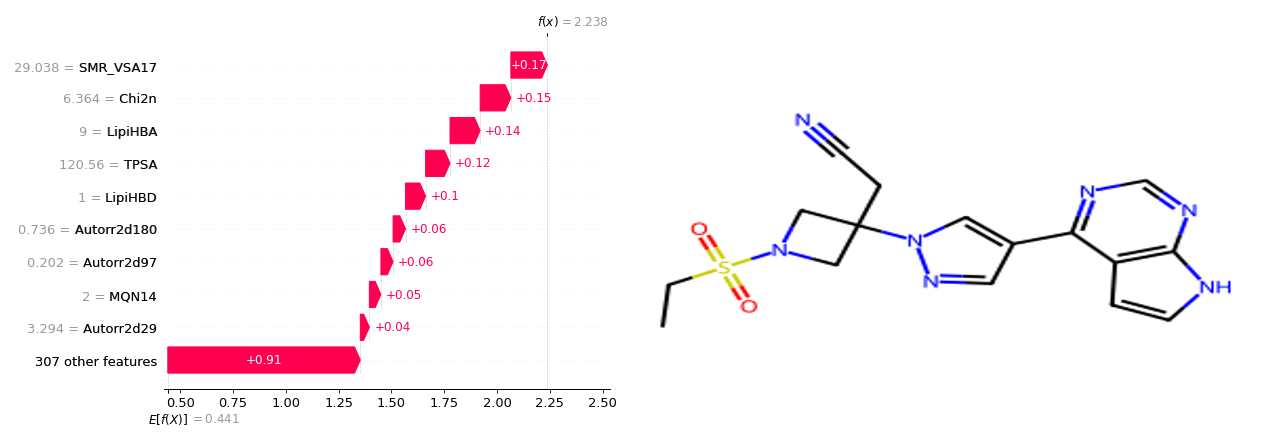 f(x) = 2.238
29.038 = SMR_VSA17
+0.17
6.364 = Chi2n
+0.15
9 = LipiHBA
+0.14
120.56 = TPSA
+0.12
1 = LipiHBD
+0.1
0.736 = Autorr2d180
+0.06
0.202 = Autorr2d97
+0.06
2 = MQN14
+0.05
3.294 = Autorr2d29
+0.04
307 other features
+0.91
0.50 0.75 1.00 1.25 1.50 1.75 2.00 2.25 2.50
E[f(X)] = 0.441
N
N
N
O
N
N
S
N
NH
O